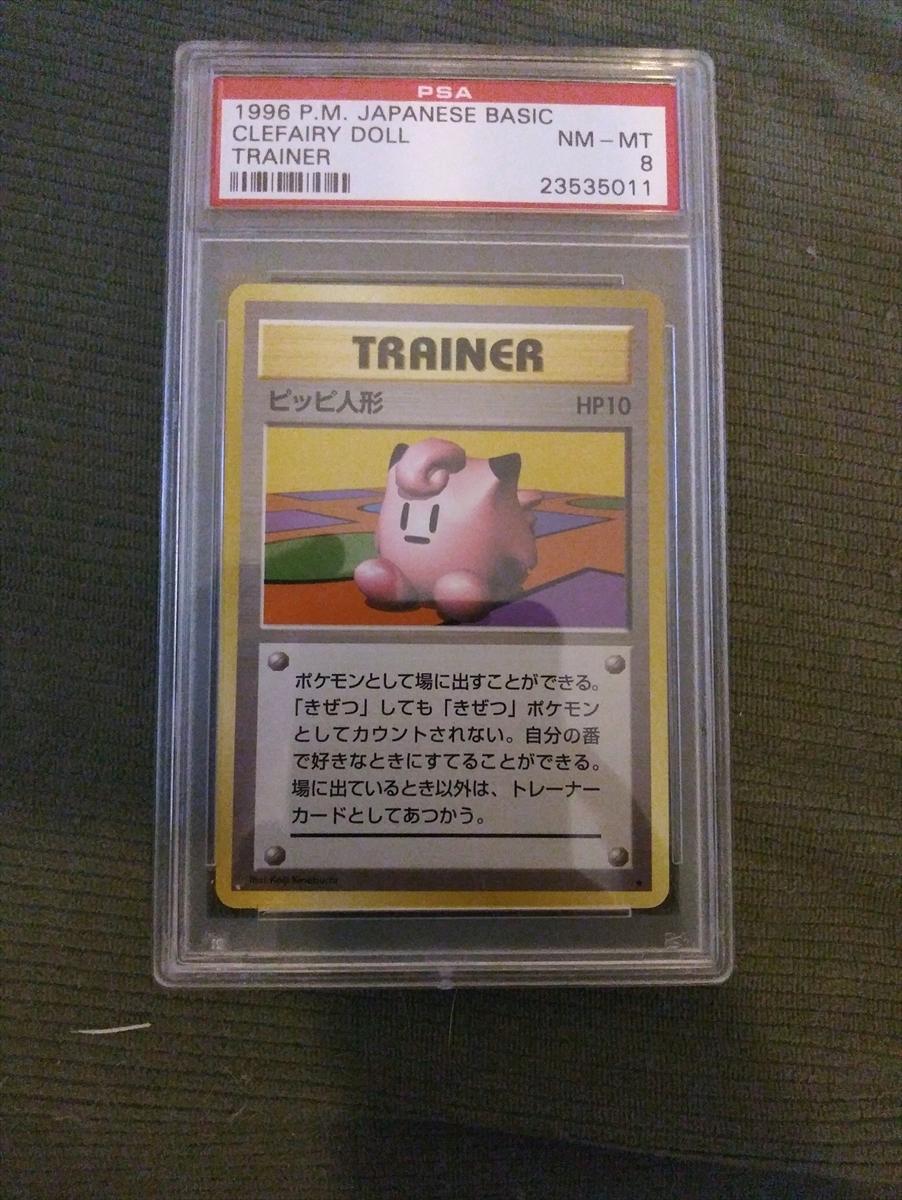 PSA
1996 P.M. JAPANESE BASIC
CLEFAIRY DOLL NM - MT
TRAINER 8
23535011
TRAINER
ピッピ人形 HP10
ポケモンとして場に出すことができる。
「きぜつ」しても「きぜつ」ポケモン
としてカウントされない。自分の番
で好きなときにすてることができる。
場に出ているとき以外は、トレーナー
カードとしてあつかう。
Illus. Keiji Kinebuchi